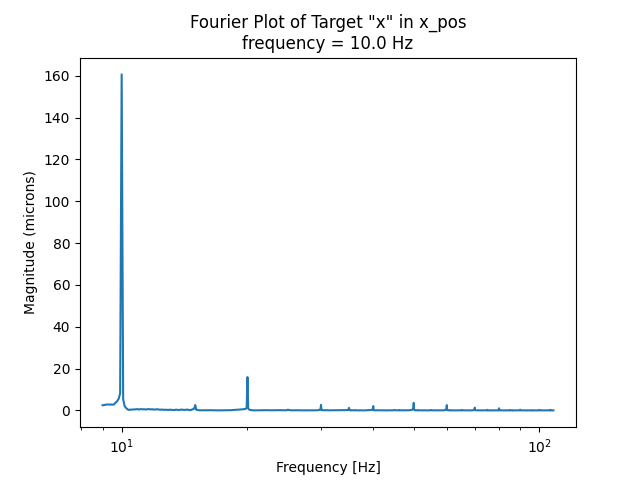 Fourier Plot of Target "x" in x_pos
frequency = 10.0 Hz
160
140
120
100
80
60
40
20
0
Magnitude (microns)
10¹
10²
Frequency [Hz]